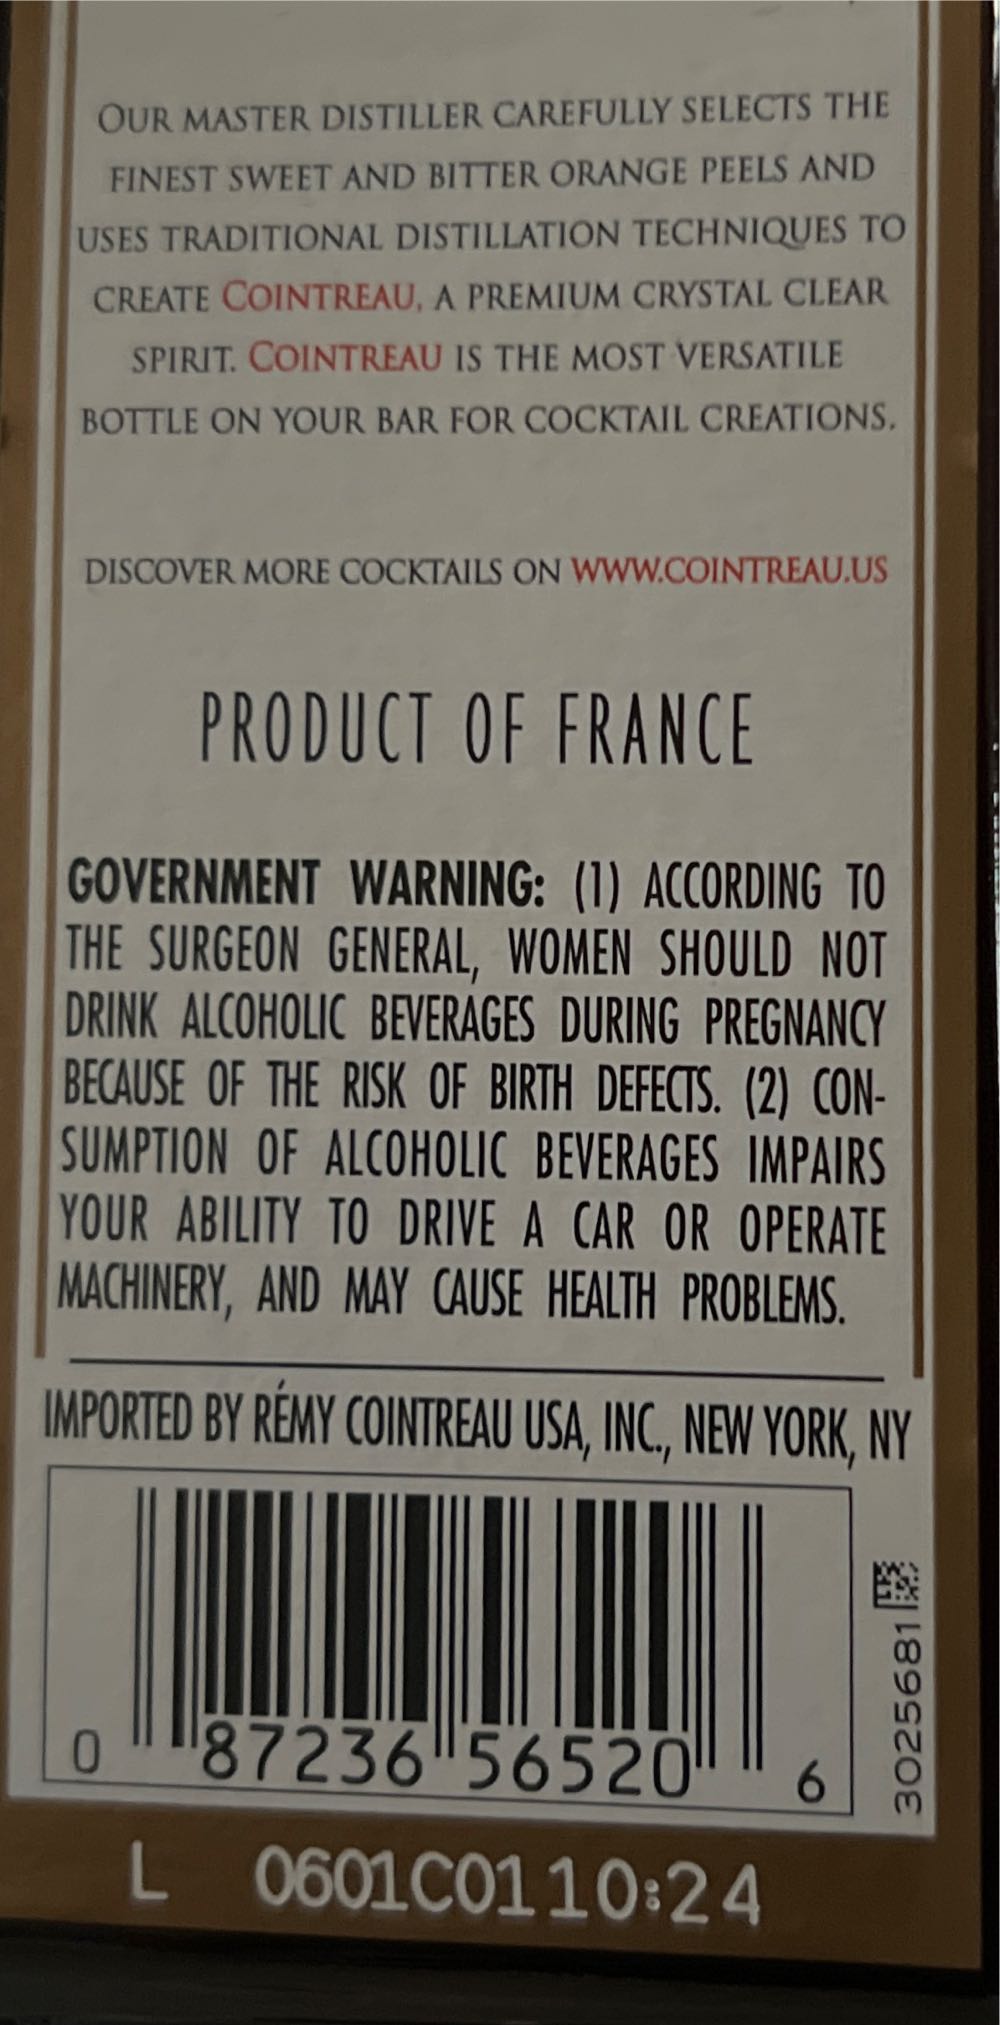 OUR MASTER DISTILLER CAREFULLY SELECTS THE
FINEST SWEET AND BITTER ORANGE PEELS AND
USES TRADITIONAL DISTILLATION TECHNIQUES TO
CREATE COINTREAU, A PREMIUM CRYSTAL CLEAR
SPIRIT. COINTREAU IS THE MOST VERSATILE
BOTTLE ON YOUR BAR FOR COCKTAIL CREATIONS.
DISCOVER MORE COCKTAILS ON WWW.COINTREAU.US
PRODUCT OF FRANCE
GOVERNMENT WARNING: (1) ACCORDING TO
THE SURGEON GENERAL, WOMEN SHOULD NOT
DRINK ALCOHOLIC BEVERAGES DURING PREGNANCY
BECAUSE OF THE RISK OF BIRTH DEFECTS. (2) CON-
SUMPTION OF ALCOHOLIC BEVERAGES IMPAIRS
YOUR ABILITY TO DRIVE A CAR OR OPERATE
MACHINERY, AND MAY CAUSE HEALTH PROBLEMS.
IMPORTED BY RÉMY COINTREAU USA, INC., NEW YORK, NY
0 87236 56520 6
3025681
L 0601C01 10:24